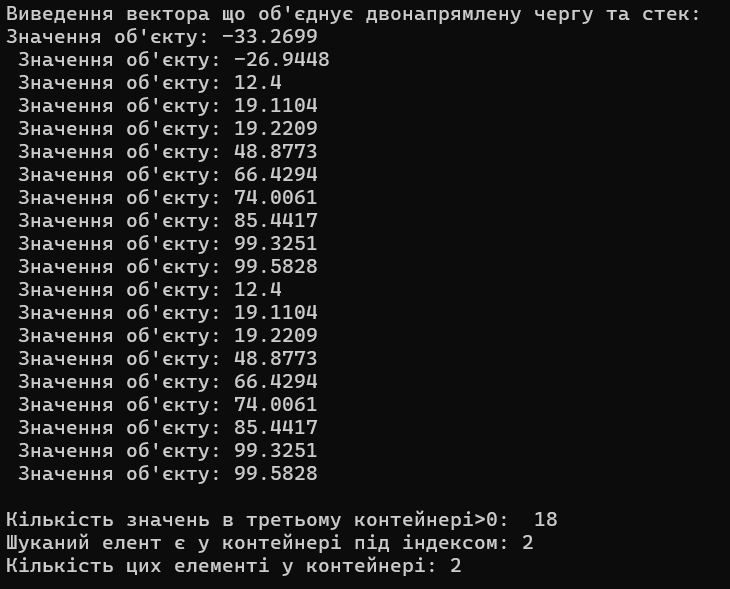 Виведення вектора що об'єднує двонапрямлену чергу та стек:
Значення об'єкту: -33.2699
Значення об'єкту: -26.9448
Значення об'єкту: 12.4
Значення об'єкту: 19.1104
Значення об'єкту: 19.2209
Значення об'єкту: 48.8773
Значення об'єкту: 66.4294
Значення об'єкту: 74.0061
Значення об'єкту: 85.4417
Значення об'єкту: 99.3251
Значення об'єкту: 99.5828
Значення об'єкту: 12.4
Значення об'єкту: 19.1104
Значення об'єкту: 19.2209
Значення об'єкту: 48.8773
Значення об'єкту: 66.4294
Значення об'єкту: 74.0061
Значення об'єкту: 85.4417
Значення об'єкту: 99.3251
Значення об'єкту: 99.5828
Кількість значень в третьому контейнері>0:  18
Шуканий елент є у контейнері під індексом: 2
Кількість цих елементі у контейнері: 2